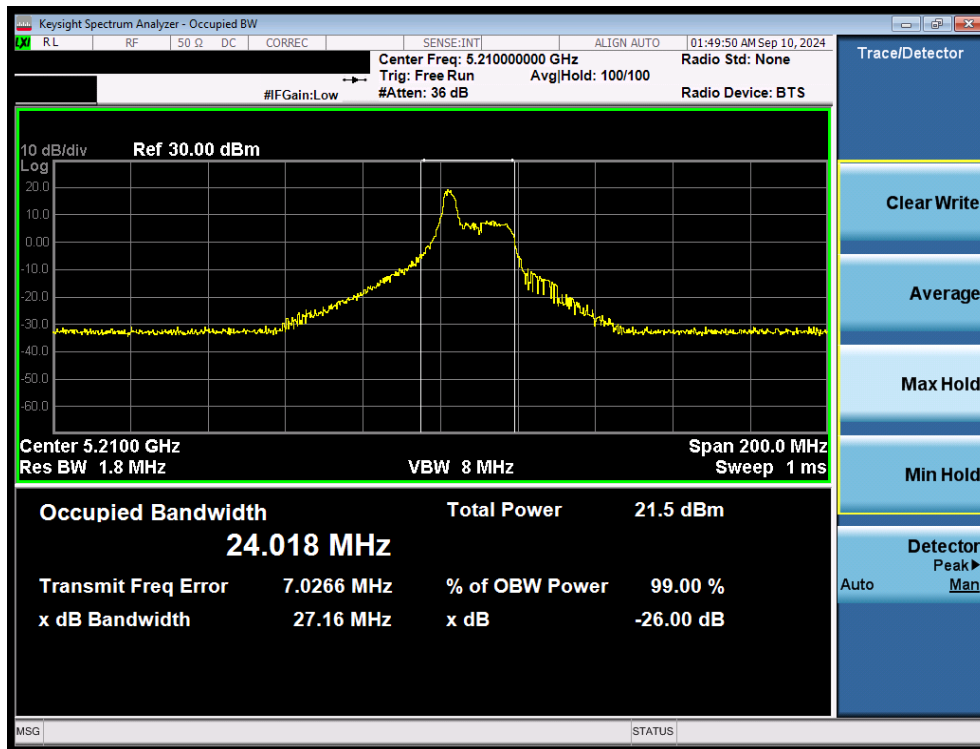 Keysight Spectrum Analyzer - Occupied BW
LXI RL RF 50 Ω DC CORREC SENSE:INT ALIGN AUTO 01:49:50 AM Sep 10, 2024
Center Freq: 5.210000000 GHz Radio Std: None
Trig: Free Run Avg|Hold: 100/100
#IFGain:Low #Atten: 36 dB Radio Device: BTS
Trace/Detector
10 dB/div Ref 30.00 dBm
Log
20.0
10.0
0.00
-10.0
-20.0
-30.0
-40.0
-50.0
-60.0
Center 5.2100 GHz Span 200.0 MHz
Res BW 1.8 MHz VBW 8 MHz Sweep 1 ms
Occupied Bandwidth Total Power 21.5 dBm
24.018 MHz
Transmit Freq Error 7.0266 MHz % of OBW Power 99.00 %
x dB Bandwidth 27.16 MHz x dB -26.00 dB
Clear Write
Average
Max Hold
Min Hold
Detector
Peak▶
Auto Man
MSG STATUS